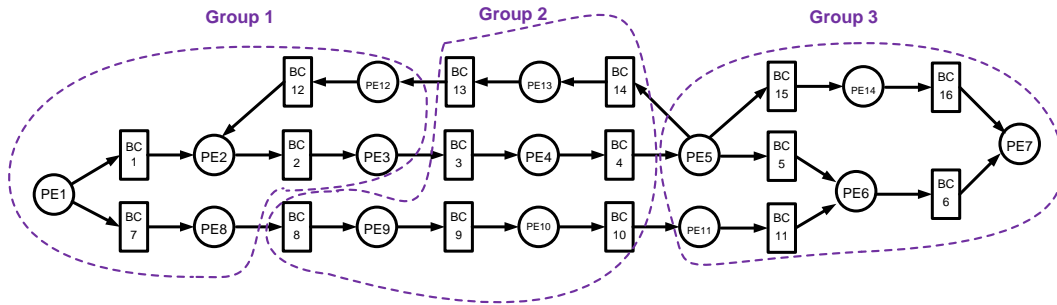 Group 1
Group 2
Group 3
BC
12
PE12
BC
13
PE13
BC
14
BC
15
PE14
BC
16
PE1
BC
1
PE2
BC
2
PE3
BC
3
PE4
BC
4
PE5
BC
5
PE6
PE7
BC
6
BC
7
PE8
BC
8
PE9
BC
9
PE10
BC
10
PE11
BC
11